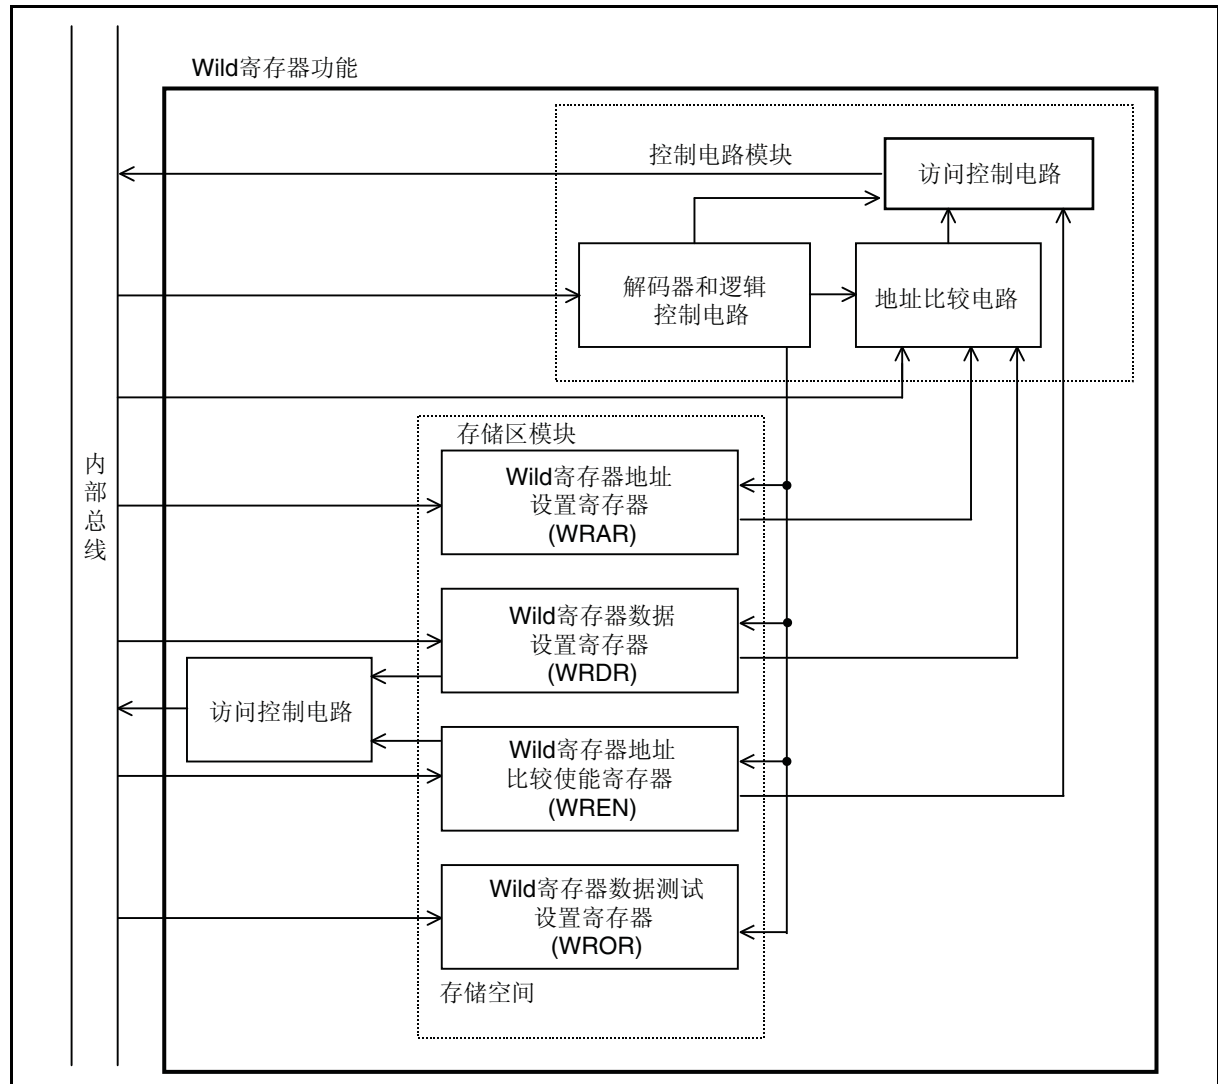 Wild寄存器功能
控制电路模块
访问控制电路
解码器和逻辑
控制电路
地址比较电路
内
部
总
线
存储区模块
Wild寄存器地址
设置寄存器
(WRAR)
Wild寄存器数据
设置寄存器
(WRDR)
访问控制电路
Wild寄存器地址
比较使能寄存器
(WREN)
Wild寄存器数据测试
设置寄存器
(WROR)
存储空间